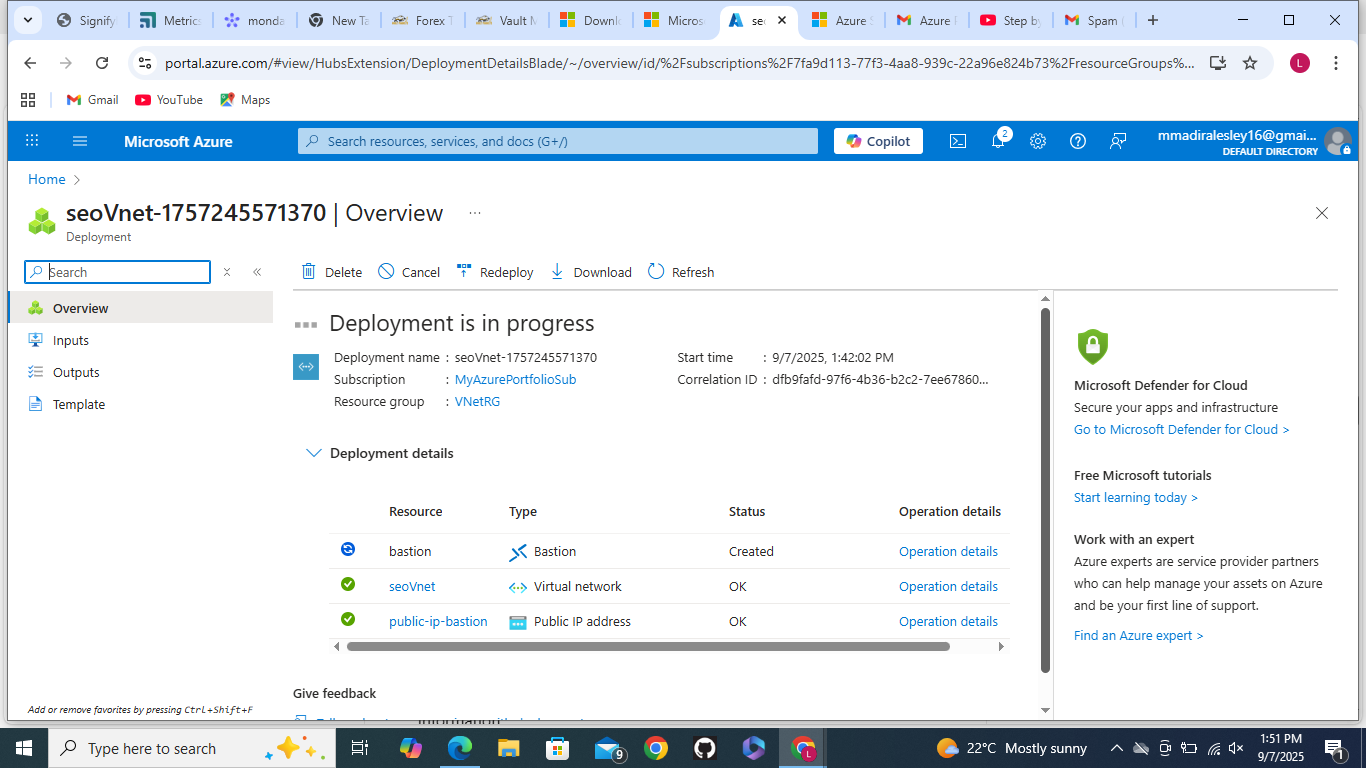 Signify
Metrics
monda
New Ta
Forex T
Vault M
Downl
Micros
se
Azure S
Azure
Step by
Spam (
portal.azure.com/#view/HubsExtension/DeploymentDetailsBlade/~/overview/id/%2Fsubscriptions%2F7fa9d113-77f3-4aa8-939c-22a96e824b73%2FresourceGroups%...
L
Gmail
YouTube
Maps
Microsoft Azure
Search resources, services, and docs (G+/)
Copilot
2
mmadiralesley16@gmai...
DEFAULT DIRECTORY
Home
seoVnet-1757245571370 | Overview
...
Deployment
Search
Delete
Cancel
Redeploy
Download
Refresh
Overview
Inputs
Outputs
Template
Deployment is in progress
Deployment name : seoVnet-1757245571370
Subscription : MyAzurePortfolioSub
Resource group : VNetRG
Start time : 9/7/2025, 1:42:02 PM
Correlation ID : dfb9fafd-97f6-4b36-b2c2-7ee67860...
Deployment details
Resource Type Status Operation details
bastion Bastion Created Operation details
seoVnet Virtual network OK Operation details
public-ip-bastion Public IP address OK Operation details
Give feedback
Microsoft Defender for Cloud
Secure your apps and infrastructure
Go to Microsoft Defender for Cloud >
Free Microsoft tutorials
Start learning today >
Work with an expert
Azure experts are service provider partners
who can help manage your assets on Azure
and be your first line of support.
Find an Azure expert >
Add or remove favorites by pressing Ctrl+Shift+F
Type here to search
9
L
22°C Mostly sunny
1:51 PM
9/7/2025
1